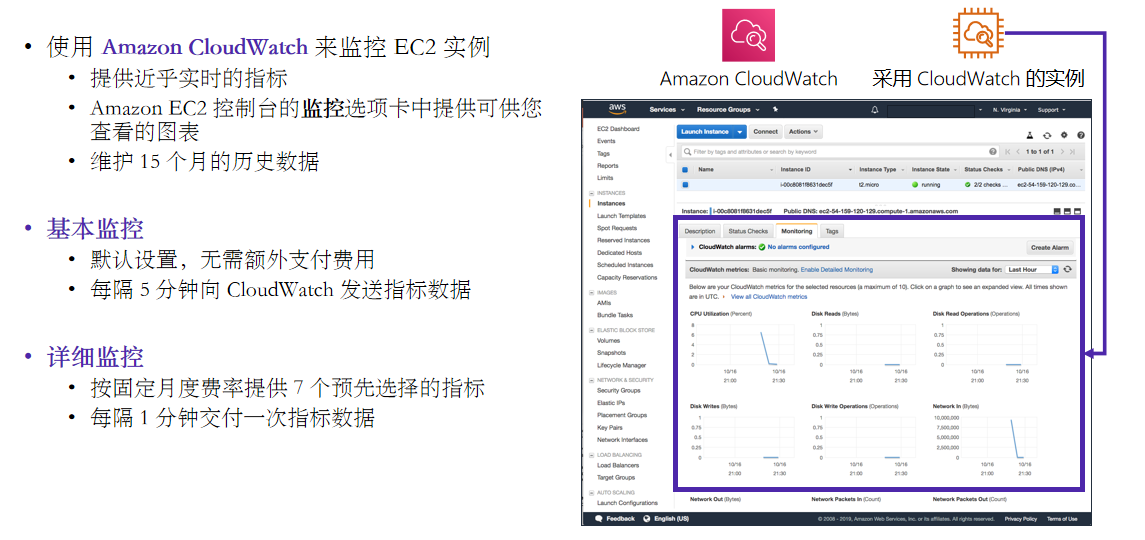 • 使用 Amazon CloudWatch 来监控 EC2 实例
• 提供近乎实时的指标
• Amazon EC2 控制台的监控选项卡中提供可供您
查看的图表
• 维护 15 个月的历史数据
• 基本监控
• 默认设置，无需额外支付费用
• 每隔 5 分钟向 CloudWatch 发送指标数据
• 详细监控
• 按固定月度费率提供 7 个预先选择的指标
• 每隔 1 分钟交付一次指标数据
Amazon CloudWatch
采用 CloudWatch 的实例
aws Services Resource Groups N. Virginia Support
EC2 Dashboard
Events
Tags
Reports
Limits
INSTANCES
Instances
Launch Templates
Spot Requests
Reserved Instances
Dedicated Hosts
Scheduled Instances
Capacity Reservations
IMAGES
AMIs
Bundle Tasks
ELASTIC BLOCK STORE
Volumes
Snapshots
Lifecycle Manager
NETWORK & SECURITY
Security Groups
Elastic IPs
Placement Groups
Key Pairs
Network Interfaces
LOAD BALANCING
Load Balancers
Target Groups
AUTO SCALING
Launch Configurations
Launch Instance Connect Actions
Filter by tags and attributes or search by keyword 1 to 1 of 1
Name Instance ID Instance Type Instance State Status Checks Public DNS (IPv4)
i-00c8081f8631dec5f t2.micro running 2/2 checks ... ec2-54-159-120-129.co...
Instance: i-00c8081f8631dec5f Public DNS: ec2-54-159-120-129.compute-1.amazonaws.com
Description Status Checks Monitoring Tags
CloudWatch alarms: No alarms configured Create Alarm
CloudWatch metrics: Basic monitoring. Enable Detailed Monitoring Showing data for: Last Hour
Below are your CloudWatch metrics for the selected resources (a maximum of 10). Click on a graph to see an expanded view. All times shown
are in UTC. View all CloudWatch metrics
CPU Utilization (Percent) Disk Reads (Bytes) Disk Read Operations (Operations)
8 1 1
6 0.75 0.75
4 0.5 0.5
2 0.25 0.25
0 0 0
10/16 10/16 10/16 10/16 10/16 10/16
21:00 21:30 21:00 21:30 21:00 21:30
Disk Writes (Bytes) Disk Write Operations (Operations) Network In (Bytes)
1 1 10,000,000
0.75 0.75 7,500,000
0.5 0.5 5,000,000
0.25 0.25 2,500,000
0 0 0
10/16 10/16 10/16 10/16 10/16 10/16
21:00 21:30 21:00 21:30 21:00 21:30
Network Out (Bytes) Network Packets In (Count) Network Packets Out (Count)
Feedback English (US) © 2008 - 2019, Amazon Web Services, Inc. or its affiliates. All rights reserved. Privacy Policy Terms of Use